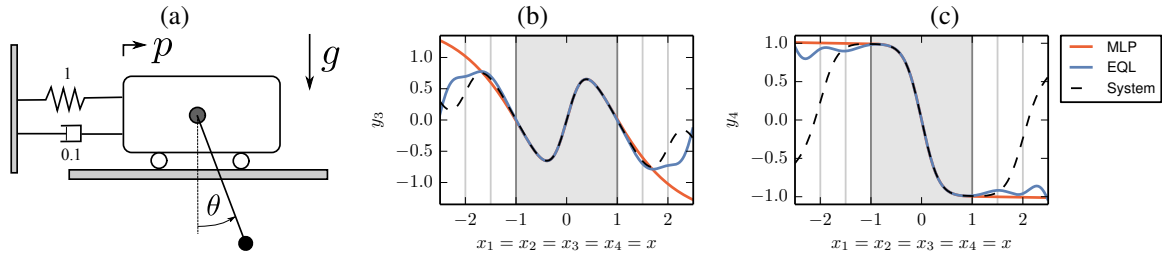 (a)
p
g
1
0.1
θ
(b)
1.0
0.5
0.0
−0.5
−1.0
y₃
−2 −1 0 1 2
x₁ = x₂ = x₃ = x₄ = x
(c)
1.0
0.5
0.0
−0.5
−1.0
y₄
−2 −1 0 1 2
x₁ = x₂ = x₃ = x₄ = x
MLP
EQL
System